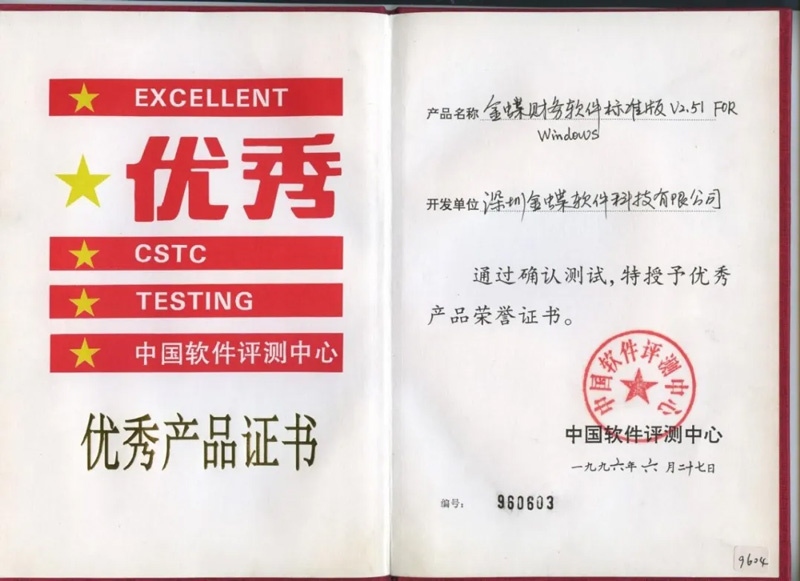 EXCELLENT
优秀
CSTC
TESTING
中国软件评测中心
优秀产品证书
产品名称 金蝶财务软件标准版 V2.51 FOR
Windows
开发单位 深圳金蝶软件科技有限公司
通过确认测试,特授予优秀
产品荣誉证书。
中国软件评测中心
中国软件评测中心
一九九六年 六 月二十七日
编号: 960603
9604